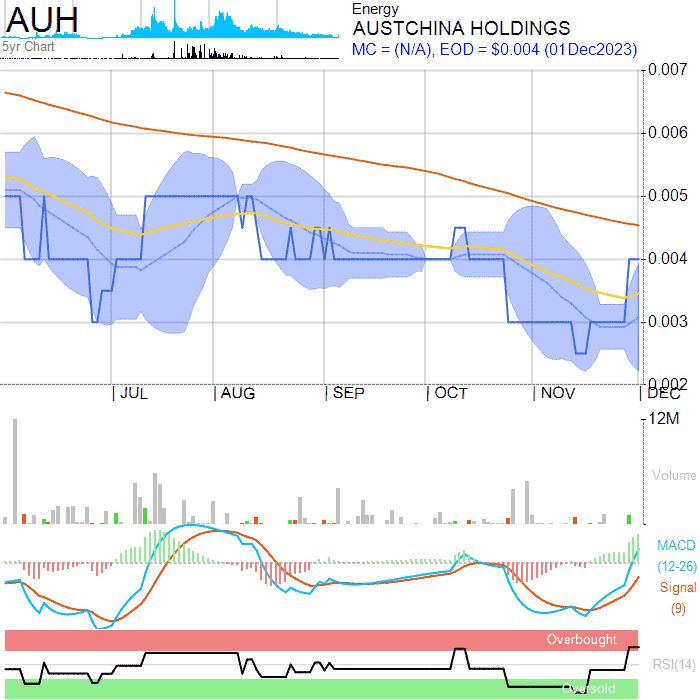 AUH
5yr Chart
Energy
AUSTCHINA HOLDINGS
MC = (N/A), EOD = $0.004 (01Dec2023)
0.007
0.006
0.005
0.004
0.003
0.002
JUL AUG SEP OCT NOV DEC
12M
Volume
MACD
(12-26)
Signal
(9)
Overbought
RSI(14)
Oversold